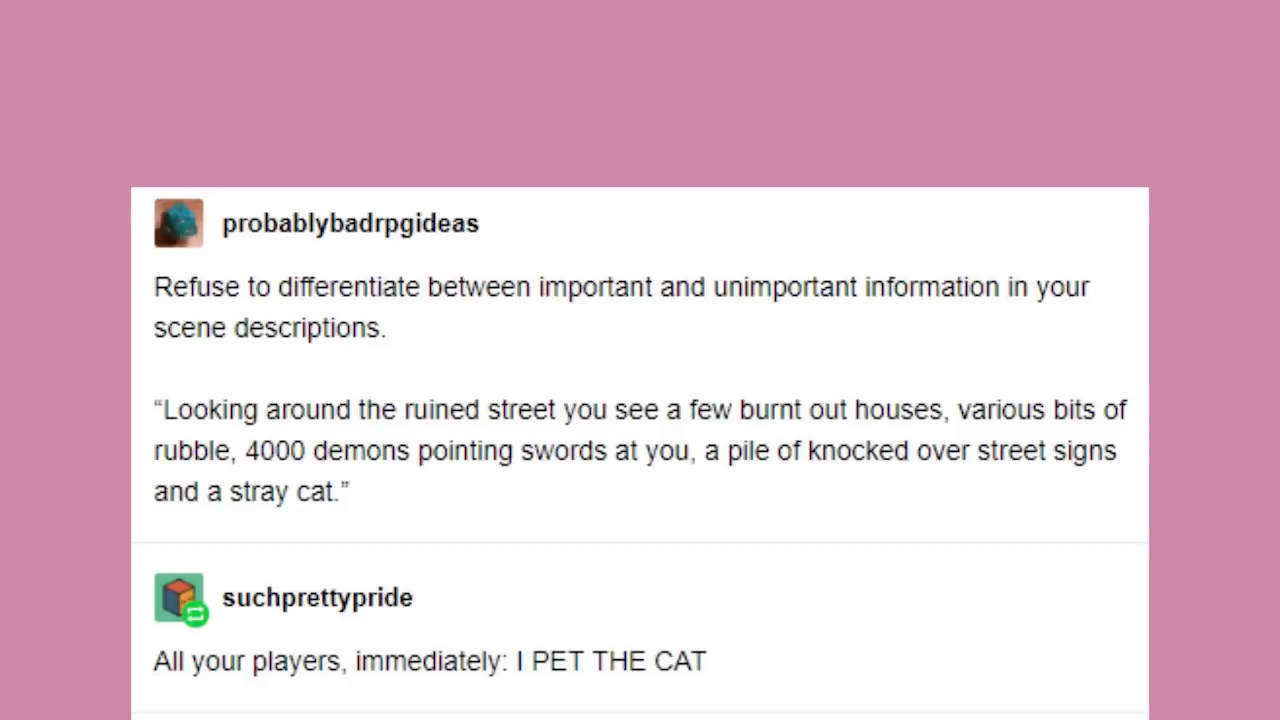 probablybadrpgideas
Refuse to differentiate between important and unimportant information in your
scene descriptions.
“Looking around the ruined street you see a few burnt out houses, various bits of
rubble, 4000 demons pointing swords at you, a pile of knocked over street signs
and a stray cat.”
suchprettypride
All your players, immediately: I PET THE CAT